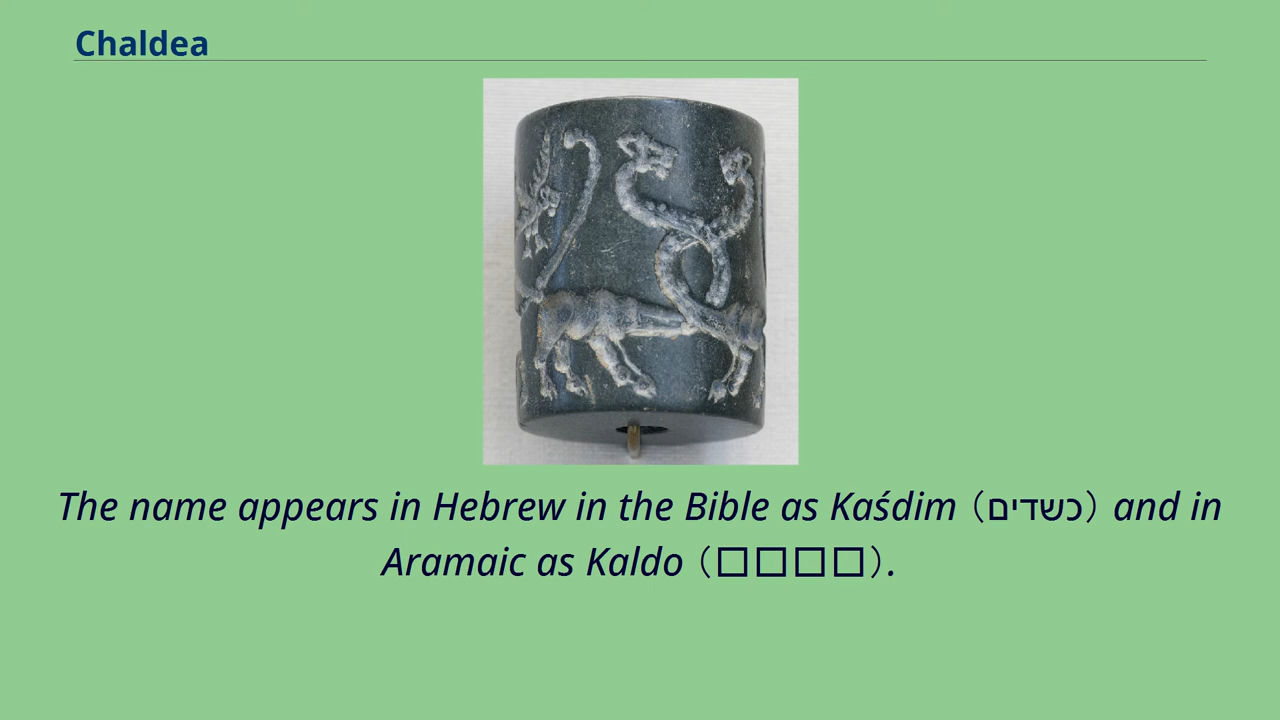 Chaldea
The name appears in Hebrew in the Bible as Kaśdim (כשדים) and in
Aramaic as Kaldo (□□□□).